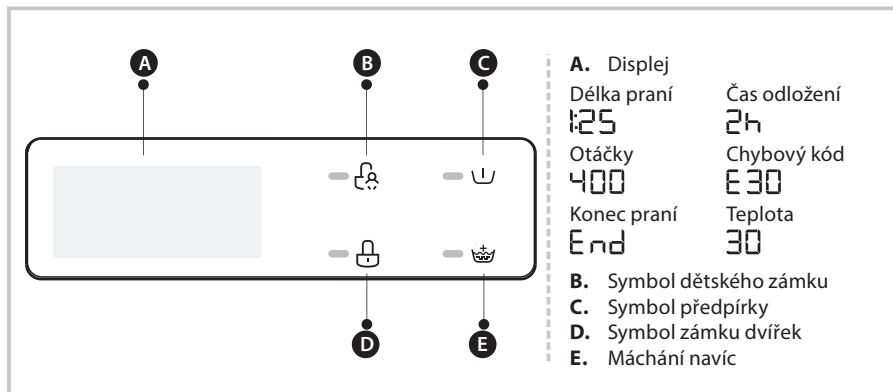 A B C
D E
A. Displej
Délka praní Čas odložení
1:25 2h
Otáčky Chybový kód
400 E30
Konec praní Teplota
End 30
B. Symbol dětského zámku
C. Symbol předpírky
D. Symbol zámku dvířek
E. Máchání navíc